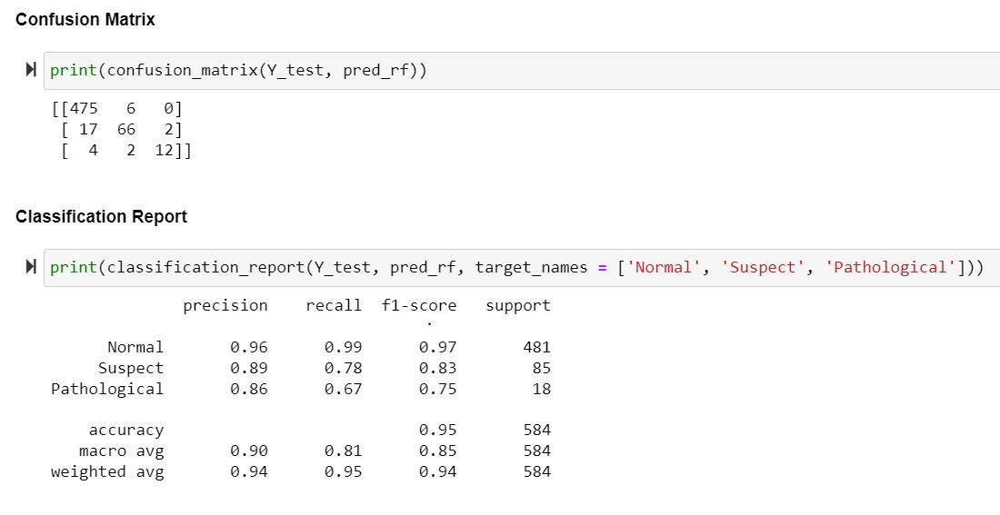 Confusion Matrix
print(confusion_matrix(Y_test, pred_rf))
[[475   6   0]
 [ 17  66   2]
 [  4   2  12]]
Classification Report
print(classification_report(Y_test, pred_rf, target_names = ['Normal', 'Suspect', 'Pathological']))
              precision    recall  f1-score   support
      Normal       0.96      0.99      0.97       481
     Suspect       0.89      0.78      0.83        85
Pathological       0.86      0.67      0.75        18
    accuracy                           0.95       584
   macro avg       0.90      0.81      0.85       584
weighted avg       0.94      0.95      0.94       584